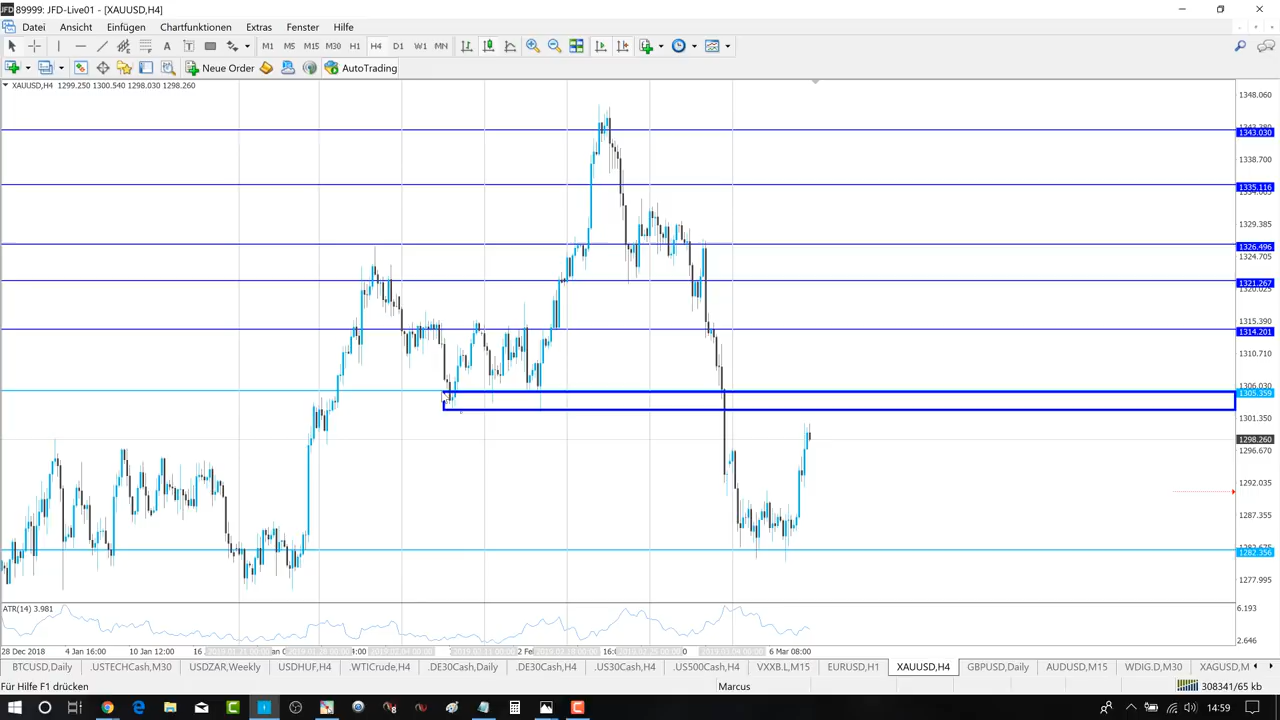 89999: JFD-Live01 - [XAUUSD,H4]
Datei Ansicht Einfügen Chartfunktionen Extras Fenster Hilfe
M1 M5 M15 M30 H1 H4 D1 W1 MN
New Order AutoTrading
XAUUSD,H4 1299.250 1300.540 1298.030 1298.260
1348.060
1343.030
1338.700
1335.116
1329.385
1326.496
1324.705
1321.267
1315.390
1314.201
1310.710
1306.030
1305.359
1301.350
1298.260
1296.670
1292.035
1287.355
1282.356
1277.995
ATR(14) 3.981
6.193
2.646
28 Dec 2018 4 Jan 16:00 10 Jan 12:00 16 6 Mar 08:00
BTCUSD,Daily .USTECHCash,M30 USDZAR,Weekly USDHUF,H4 .WTICrude,H4 .DE30Cash,Daily .DE30Cash,H4 .US30Cash,H4 .US500Cash,H4 VXXB.L,M15 EURUSD,H1 XAUUSD,H4 GBPUSD,Daily AUDUSD,M15 WDIG.D,M30 XAGUSD,M
Für Hilfe F1 drücken Marcus 308341/65 kb
14:59